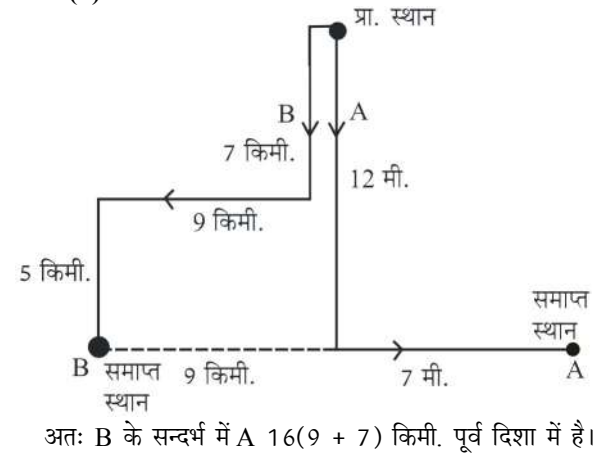 प्रा. स्थान
B
A
7 किमी.
12 मी.
9 किमी.
5 किमी.
समाप्त
स्थान
B
समाप्त
स्थान
9 किमी.
7 मी.
A
अतः B के सन्दर्भ में A 16(9 + 7) किमी. पूर्व दिशा में है।